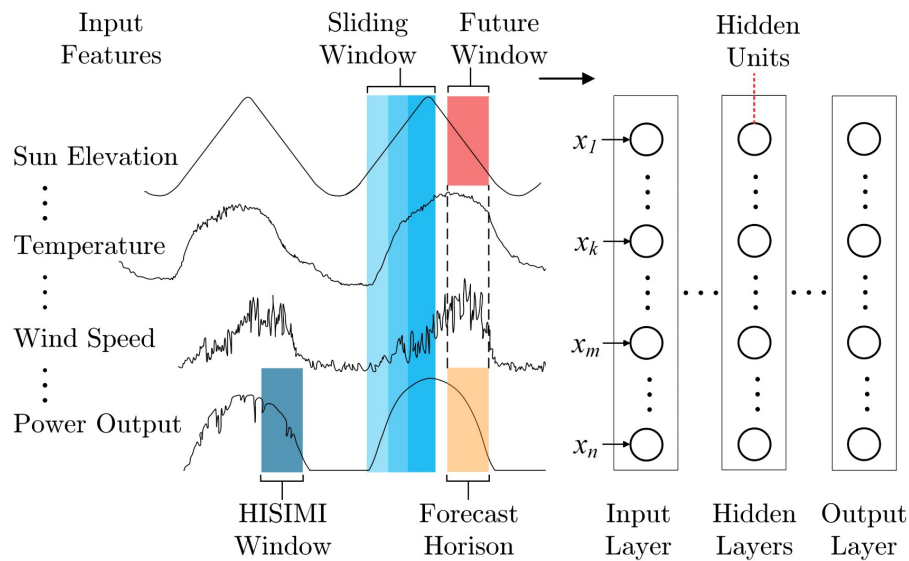 Input
Features
Sliding
Window
Future
Window
Hidden
Units
Sun Elevation
Temperature
Wind Speed
Power Output
x1
xk
xm
xn
HISIMI
Window
Forecast
Horison
Input
Layer
Hidden
Layers
Output
Layer